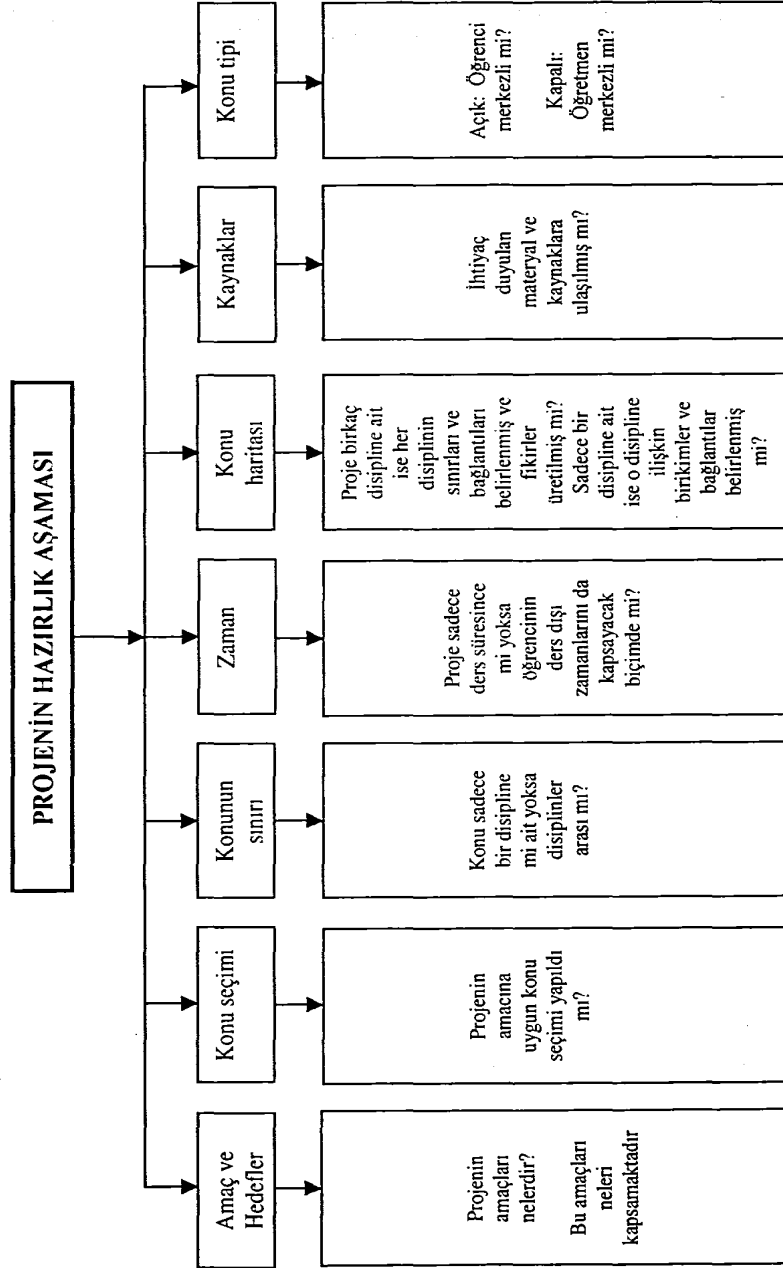 PROJENİN HAZIRLIK AŞAMASI
Amaç ve
Hedefler
Konu seçimi
Konunun
sınırı
Zaman
Konu
haritası
Kaynaklar
Konu tipi
Projenin
amaçları
nelerdir?
Bu amaçları
neleri
kapsamaktadır
Projenin
amacına
uygun konu
seçimi yapıldı
mı?
Konu sadece
bir disipline
mi ait yoksa
disiplinler
arası mı?
Proje sadece
ders süresince
mi yoksa
öğrencinin
ders dışı
zamanlarını da
kapsayacak
biçimde mi?
Proje birkaç
disipline ait
ise her
disiplinin
sınırları ve
bağlantıları
belirlenmiş ve
fikirler
üretilmiş mi?
Sadece bir
disipline ait
ise o disipline
ilişkin
birikimler ve
bağlantılar
belirlenmiş
mi?
İhtiyaç
duyulan
materyal ve
kaynaklara
ulaşılmış mı?
Açık: Öğrenci
merkezli mi?
Kapalı:
Öğretmen
merkezli mi?